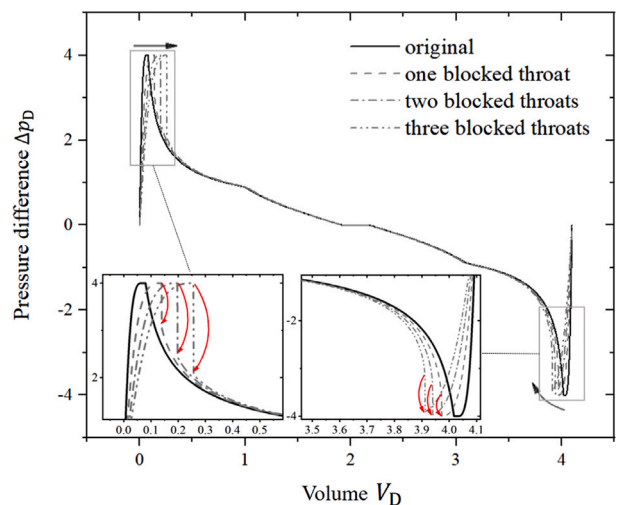 original
one blocked throat
two blocked throats
three blocked throats
Pressure difference ΔpD
4
2
0
-2
-4
4
2
0.0 0.1 0.2 0.3 0.4 0.5
-2
-4
3.5 3.6 3.7 3.8 3.9 4.0 4.1
0 1 2 3 4
Volume VD